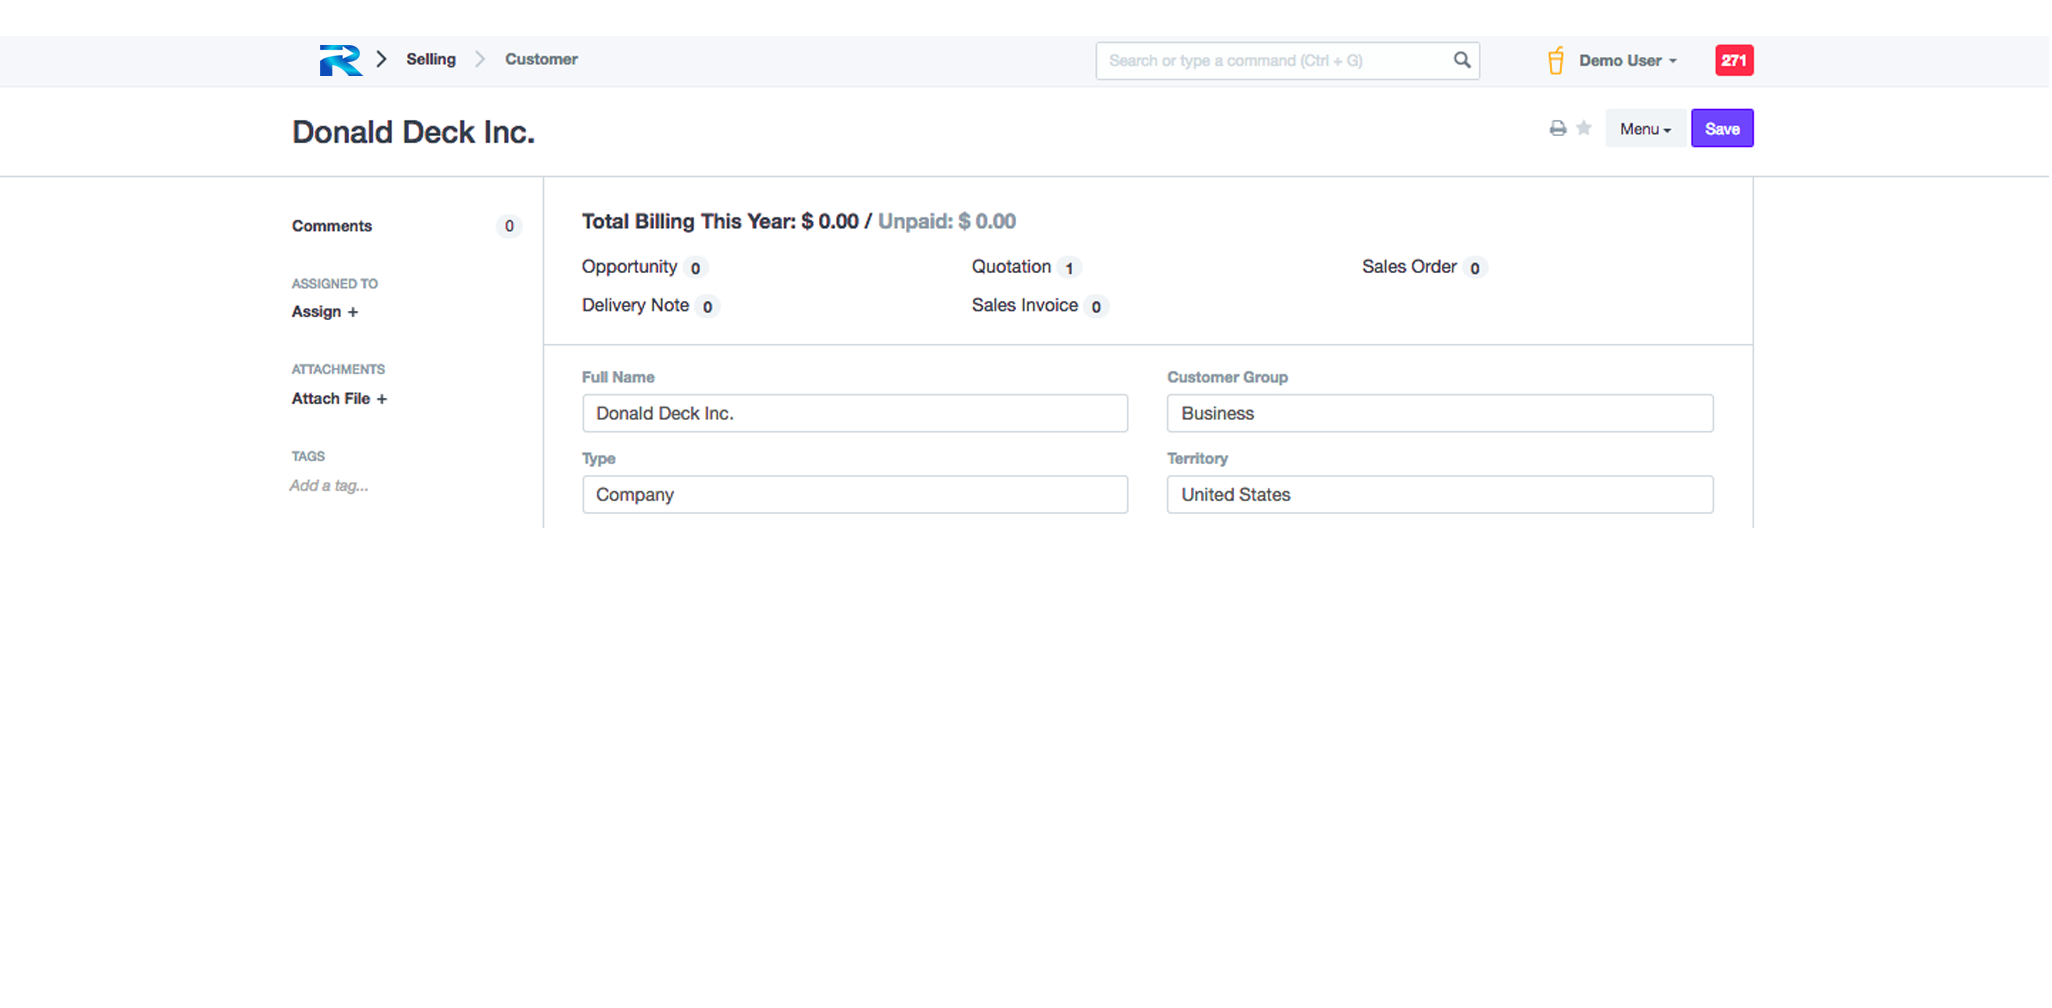 Selling Customer Search or type a command (Ctrl + G) Demo User 271
Donald Deck Inc. Menu Save
Comments 0
ASSIGNED TO
Assign +
ATTACHMENTS
Attach File +
TAGS
Add a tag...
Total Billing This Year: $ 0.00 / Unpaid: $ 0.00
Opportunity 0 Quotation 1 Sales Order 0
Delivery Note 0 Sales Invoice 0
Full Name Customer Group
Donald Deck Inc. Business
Type Territory
Company United States